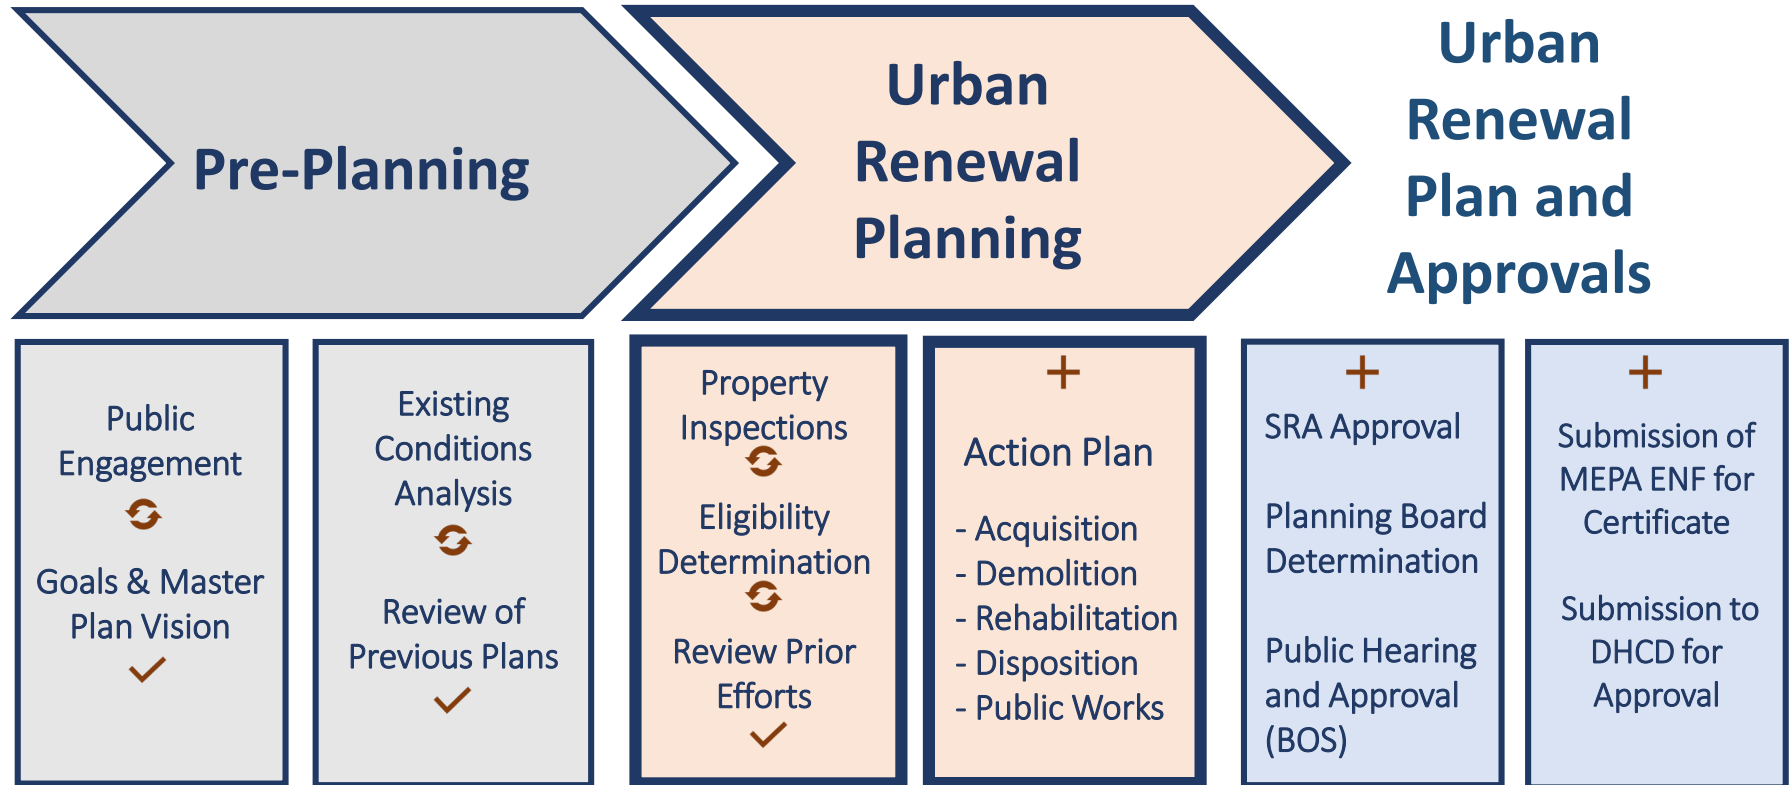 Pre-Planning
Urban
Renewal
Planning
Urban
Renewal
Plan and
Approvals
Public
Engagement
Goals & Master
Plan Vision
Existing
Conditions
Analysis
Review of
Previous Plans
Property
Inspections
Eligibility
Determination
Review Prior
Efforts
+
Action Plan
- Acquisition
- Demolition
- Rehabilitation
- Disposition
- Public Works
+
SRA Approval
Planning Board
Determination
Public Hearing
and Approval
(BOS)
+
Submission of
MEPA ENF for
Certificate
Submission to
DHCD for
Approval